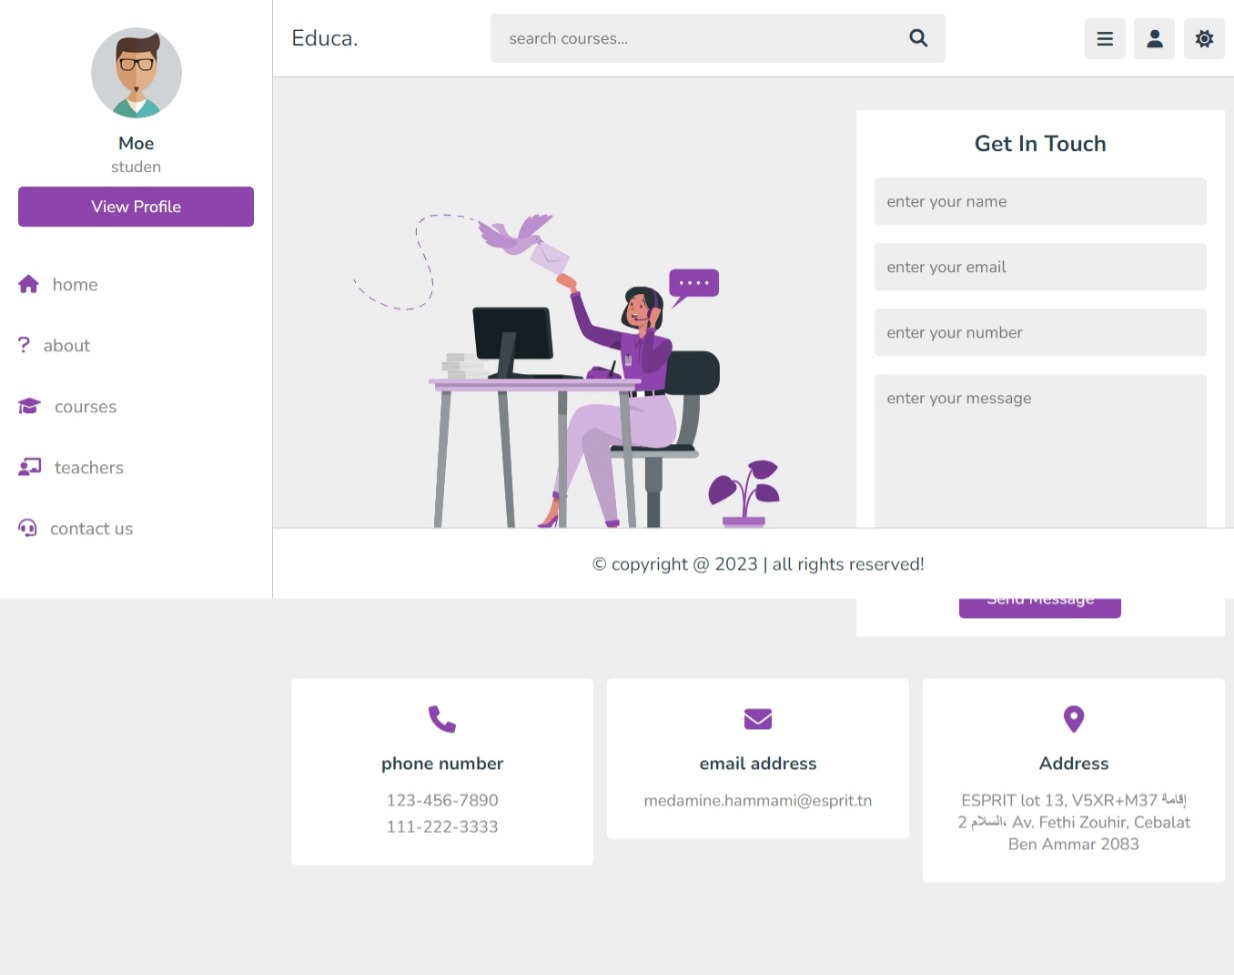 Moe
studen
View Profile
home
about
courses
teachers
contact us
Educa.
search courses...
Get In Touch
enter your name
enter your email
enter your number
enter your message
© copyright @ 2023 | all rights reserved!
Send Message
phone number
123-456-7890
111-222-3333
email address
medamine.hammami@esprit.tn
Address
ESPRIT lot 13, V5XR+M37 إقامة
السلام 2، Av. Fethi Zouhir, Cebalat
Ben Ammar 2083